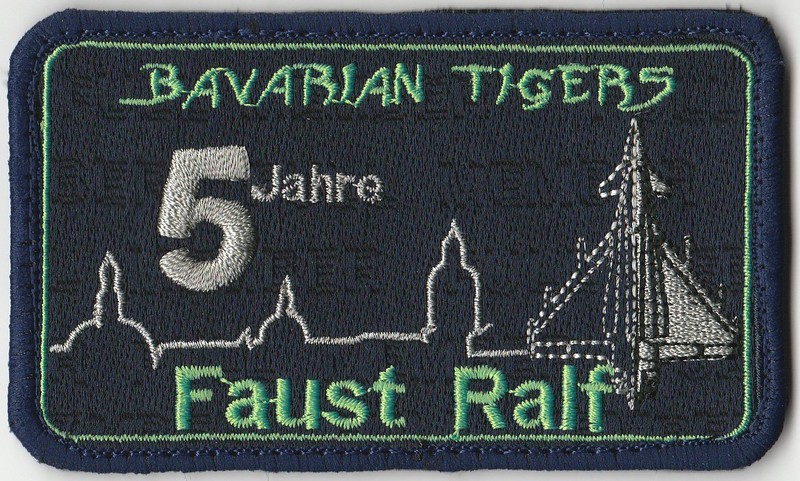 BAVARIAN TIGERS
5 Jahre
Faust Ralf